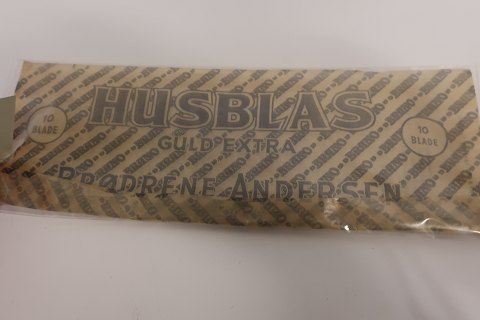 HUSBLAS
GULD EXTRA
10
BLADE
10
BLADE
BRØDRENE ANDERSEN